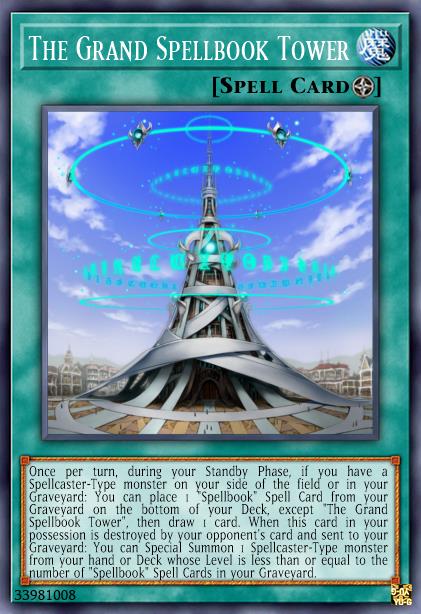 THE GRAND SPELLBOOK TOWER
魔
[SPELL CARD]
Once per turn, during your Standby Phase, if you have a
Spellcaster-Type monster on your side of the field or in your
Graveyard: You can place 1 "Spellbook" Spell Card from your
Graveyard on the bottom of your Deck, except "The Grand
Spellbook Tower", then draw 1 card. When this card in your
possession is destroyed by your opponent's card and sent to your
Graveyard: You can Special Summon 1 Spellcaster-Type monster
from your hand or Deck whose Level is less than or equal to the
number of "Spellbook" Spell Cards in your Graveyard.
33981008